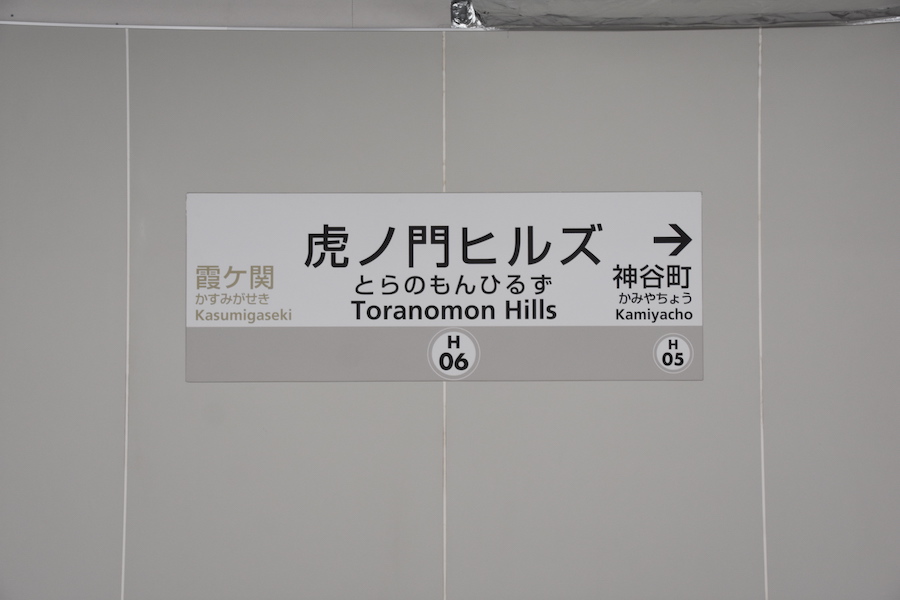 虎ノ門ヒルズ
とらのもんひるず
Toranomon Hills
H
06
霞ケ関
かすみがせき
Kasumigaseki
→
神谷町
かみやちょう
Kamiyacho
H
05